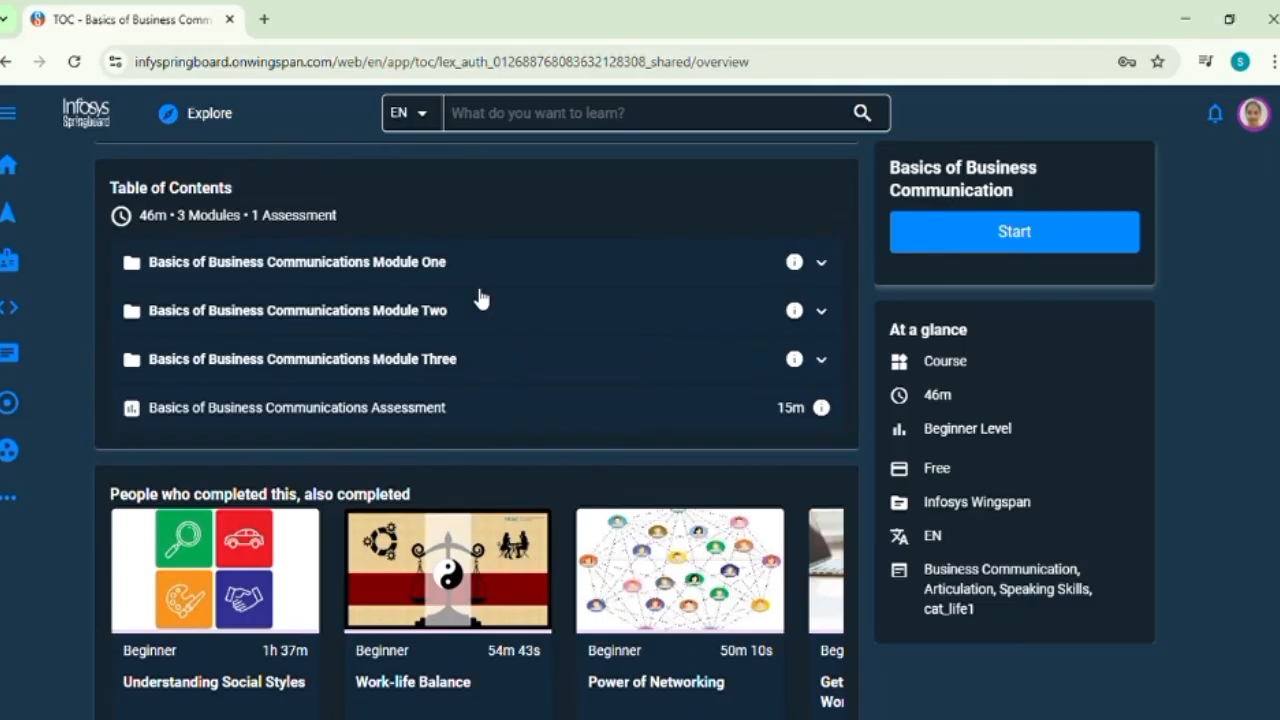 TOC - Basics of Business Comm
infyspringboard.onwingspan.com/web/en/app/toc/lex_auth_012688768083632128308_shared/overview
S
Infosys
Springboard
Explore
EN
What do you want to learn?
Table of Contents
46m • 3 Modules • 1 Assessment
Basics of Business Communications Module One
Basics of Business Communications Module Two
Basics of Business Communications Module Three
Basics of Business Communications Assessment
15m
People who completed this, also completed
Beginner
1h 37m
Understanding Social Styles
Beginner
54m 43s
Work-life Balance
Beginner
50m 10s
Power of Networking
Beg
Get
Wor
Basics of Business
Communication
Start
At a glance
Course
46m
Beginner Level
Free
Infosys Wingspan
EN
Business Communication,
Articulation, Speaking Skills,
cat_life1